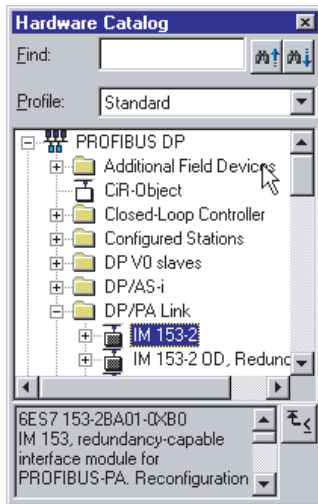 Hardware Catalog
Find:
Profile: Standard
PROFIBUS DP
Additional Field Devices
CiR-Object
Closed-Loop Controller
Configured Stations
DP V0 slaves
DP/AS-i
DP/PA Link
IM 153-2
IM 153-2 OD, Redund
6ES7 153-2BA01-0XB0
IM 153, redundancy-capable
interface module for
PROFIBUS-PA. Reconfiguration